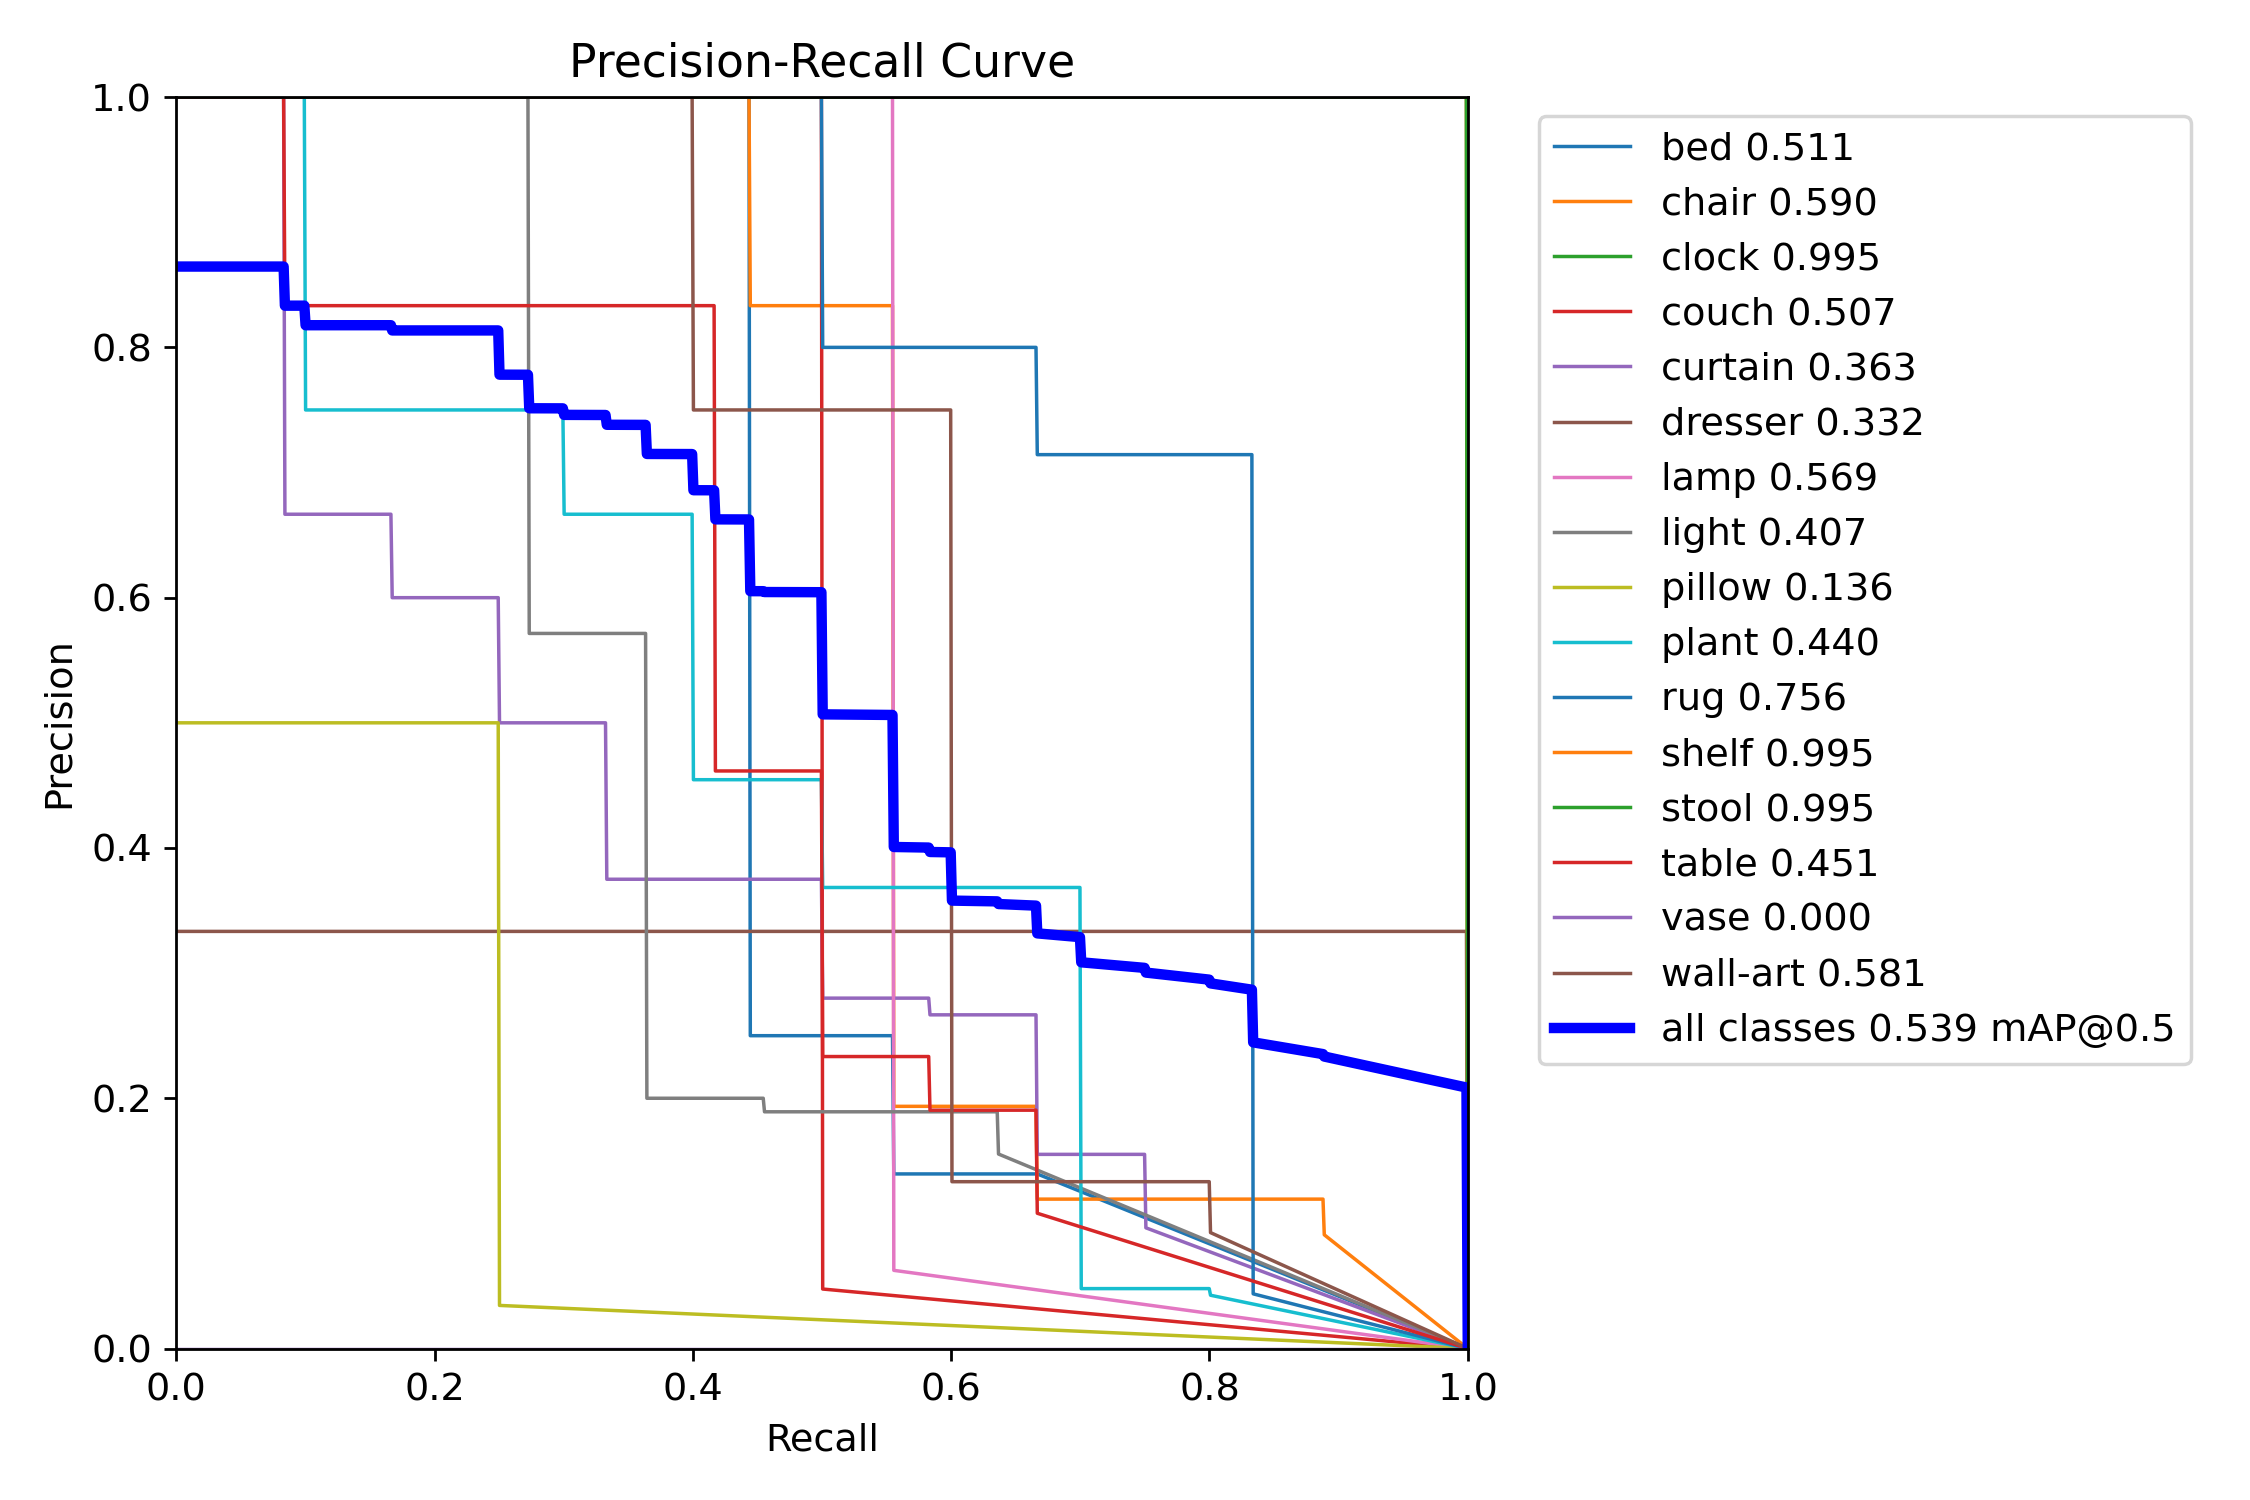 Precision-Recall Curve
1.0
0.8
0.6
0.4
0.2
0.0
Precision
0.0 0.2 0.4 0.6 0.8 1.0
Recall
bed 0.511
chair 0.590
clock 0.995
couch 0.507
curtain 0.363
dresser 0.332
lamp 0.569
light 0.407
pillow 0.136
plant 0.440
rug 0.756
shelf 0.995
stool 0.995
table 0.451
vase 0.000
wall-art 0.581
all classes 0.539 mAP@0.5